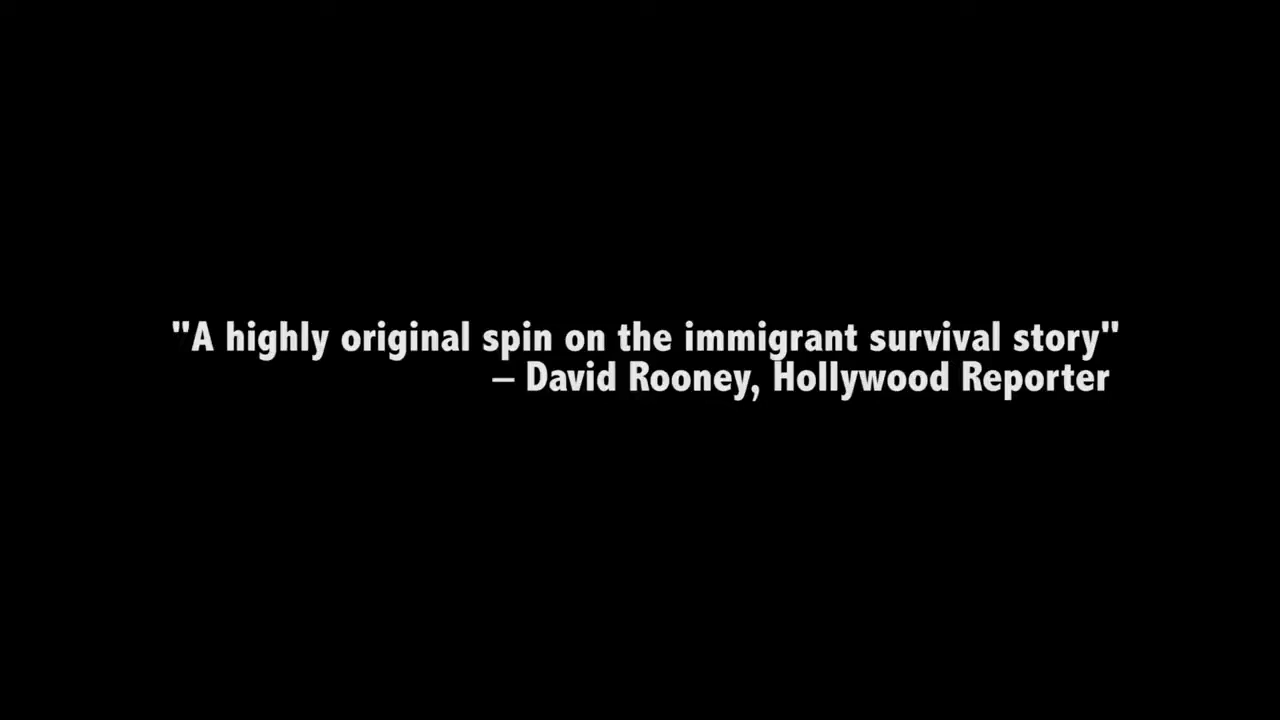 "A highly original spin on the immigrant survival story"
– David Rooney, Hollywood Reporter